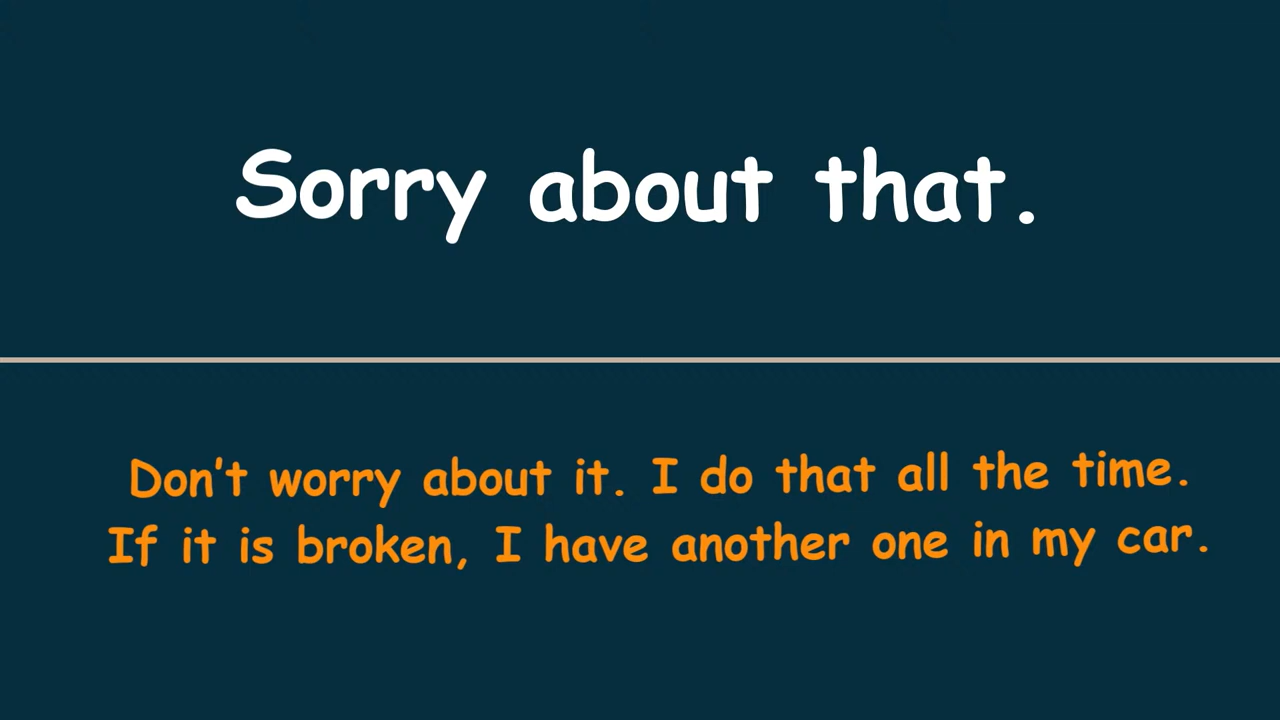 Sorry about that.
Don't worry about it. I do that all the time.
If it is broken, I have another one in my car.